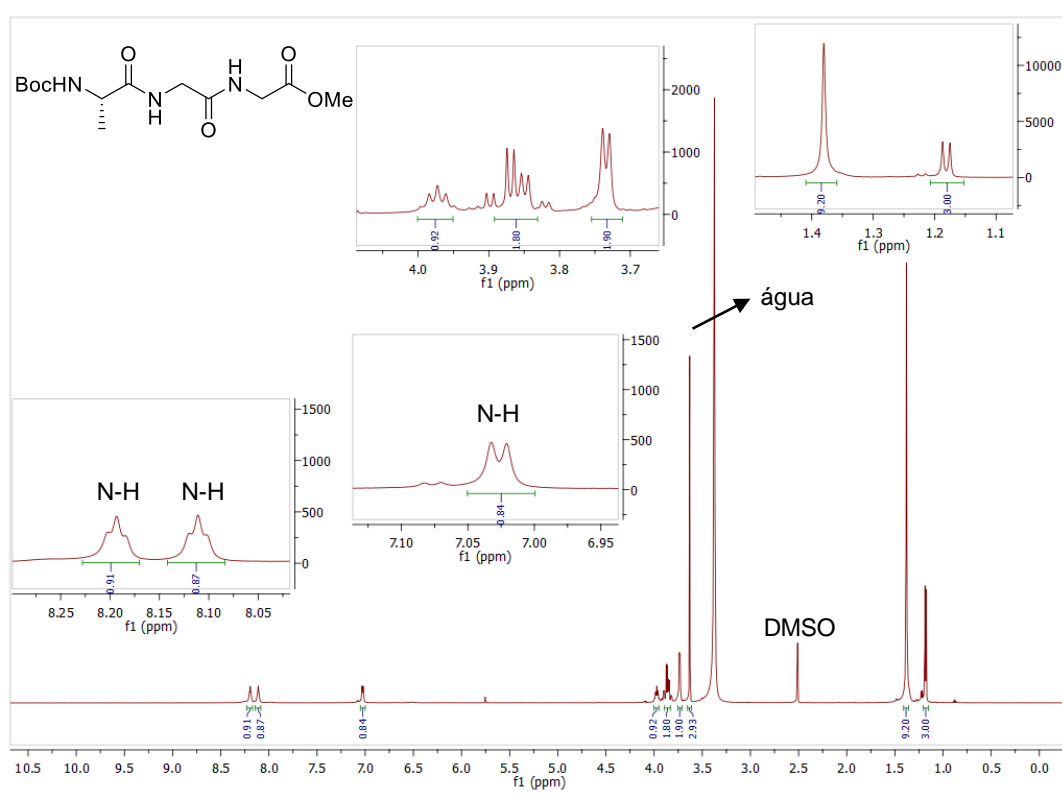 O
H
N
O
BocHN
N
H
O
OMe
2000
1000
0
0.92
1.80
1.90
4.0 3.9 3.8 3.7
f1 (ppm)
10000
5000
0
9.20
3.00
1.4 1.3 1.2 1.1
f1 (ppm)
água
1500
1000
500
0
N-H
0.84
7.10 7.05 7.00 6.95
f1 (ppm)
1500
1000
500
0
N-H N-H
0.91
0.87
8.25 8.20 8.15 8.10 8.05
f1 (ppm)
DMSO
0.91
0.87
0.84
0.92
1.80
1.90
2.93
9.20
3.00
10.5 10.0 9.5 9.0 8.5 8.0 7.5 7.0 6.5 6.0 5.5 5.0 4.5 4.0 3.5 3.0 2.5 2.0 1.5 1.0 0.5 0.0
f1 (ppm)